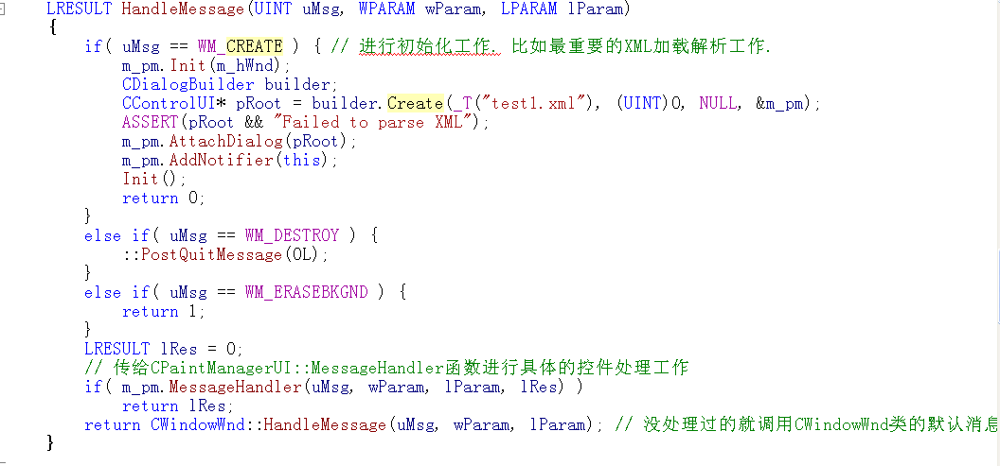 LRESULT HandleMessage(UINT uMsg, WPARAM wParam, LPARAM lParam)
{
if( uMsg == WM_CREATE ) { // 进行初始化工作. 比如最重要的XML加载解析工作.
m_pm.Init(m_hWnd);
CDialogBuilder builder;
CControlUI* pRoot = builder.Create(_T("test1.xml"), (UINT)0, NULL, &m_pm);
ASSERT(pRoot && "Failed to parse XML");
m_pm.AttachDialog(pRoot);
m_pm.AddNotifier(this);
Init();
return 0;
}
else if( uMsg == WM_DESTROY ) {
::PostQuitMessage(0L);
}
else if( uMsg == WM_ERASEBKGND ) {
return 1;
}
LRESULT lRes = 0;
// 传给CPaintManagerUI::MessageHandler函数进行具体的控件处理工作
if( m_pm.MessageHandler(uMsg, wParam, lParam, lRes) )
return lRes;
return CWindowWnd::HandleMessage(uMsg, wParam, lParam); // 没处理过的就调用CWindowWnd类的默认消息
}